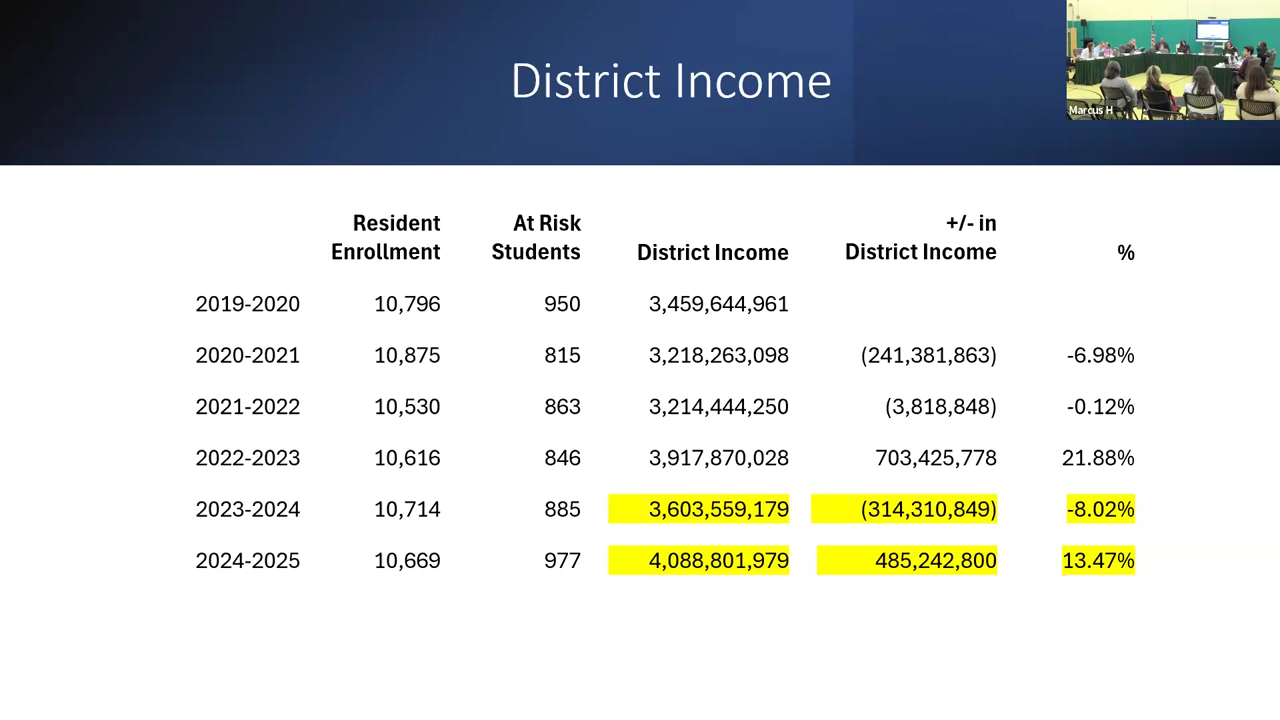 District Income
Marcus H
Resident Enrollment At Risk Students District Income +/- in District Income %
2019-2020 10,796 950 3,459,644,961
2020-2021 10,875 815 3,218,263,098 (241,381,863) -6.98%
2021-2022 10,530 863 3,214,444,250 (3,818,848) -0.12%
2022-2023 10,616 846 3,917,870,028 703,425,778 21.88%
2023-2024 10,714 885 3,603,559,179 (314,310,849) -8.02%
2024-2025 10,669 977 4,088,801,979 485,242,800 13.47%